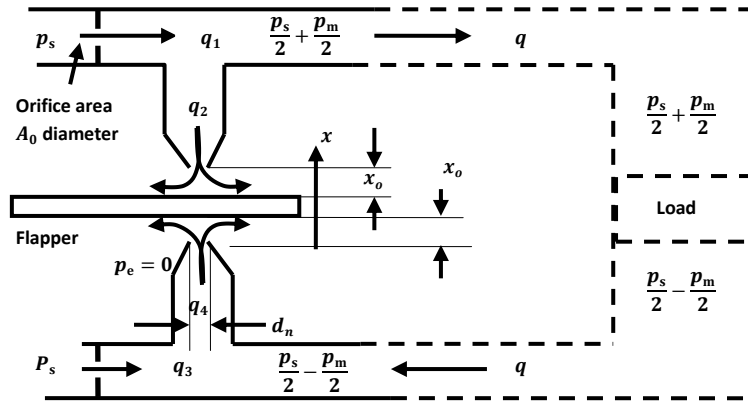 p_s q_1 p_s/2 + p_m/2 q
Orifice area
A_0 diameter
q_2
x
x_o
x_o
p_s/2 + p_m/2
Load
Flapper
p_e = 0
p_s/2 − p_m/2
q_4
d_n
P_s q_3 p_s/2 − p_m/2 q